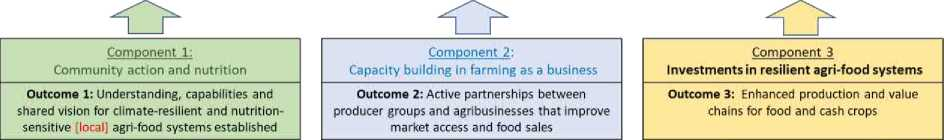 Component 1:
Community action and nutrition
Outcome 1: Understanding, capabilities and
shared vision for climate-resilient and nutrition-
sensitive [local] agri-food systems established
Component 2:
Capacity building in farming as a business
Outcome 2: Active partnerships between
producer groups and agribusinesses that improve
market access and food sales
Component 3
Investments in resilient agri-food systems
Outcome 3: Enhanced production and value
chains for food and cash crops